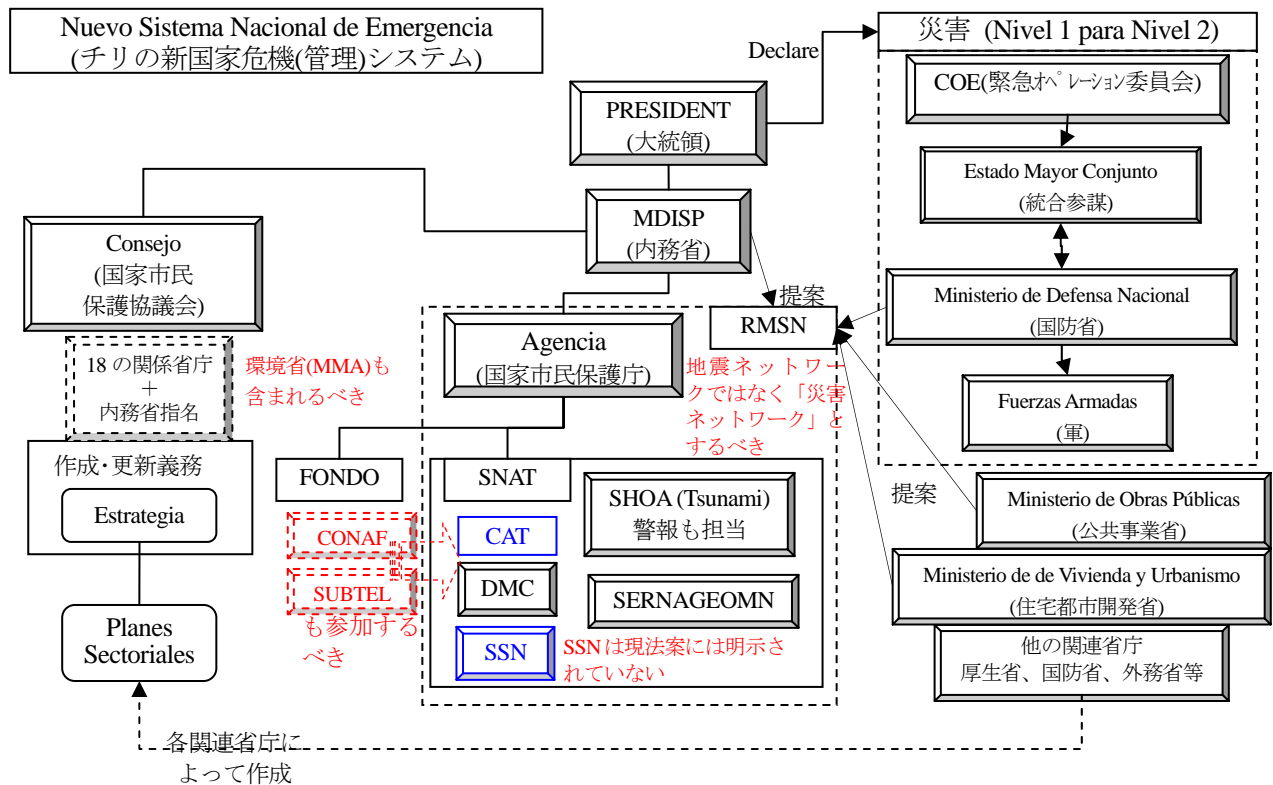 Nuevo Sistema Nacional de Emergencia
(チリの新国家危機(管理)システム)
Declare
災害 (Nivel 1 para Nivel 2)
COE(緊急ｵﾍﾟﾚｰｼｮﾝ委員会)
PRESIDENT
(大統領)
Estado Mayor Conjunto
(統合参謀)
MDISP
(内務省)
Consejo
(国家市民
保護協議会)
提案
Ministerio de Defensa Nacional
(国防省)
RMSN
Agencia
(国家市民保護庁)
18 の関係省庁
＋
内務省指名
環境省(MMA)も
含まれるべき
地震ネットワー
クではなく「災害
ネットワーク」と
するべき
Fuerzas Armadas
(軍)
作成・更新義務
Estrategia
FONDO
SNAT
SHOA (Tsunami)
警報も担当
提案
Ministerio de Obras Públicas
(公共事業省)
CONAF
CAT
SUBTEL
も参加する
べき
DMC
SERNAGEOMN
Ministerio de de Vivienda y Urbanismo
(住宅都市開発省)
Planes
Sectoriales
SSN
SSN は現法案には明示さ
れていない
他の関連省庁
厚生省、国防省、外務省等
各関連省庁に
よって作成